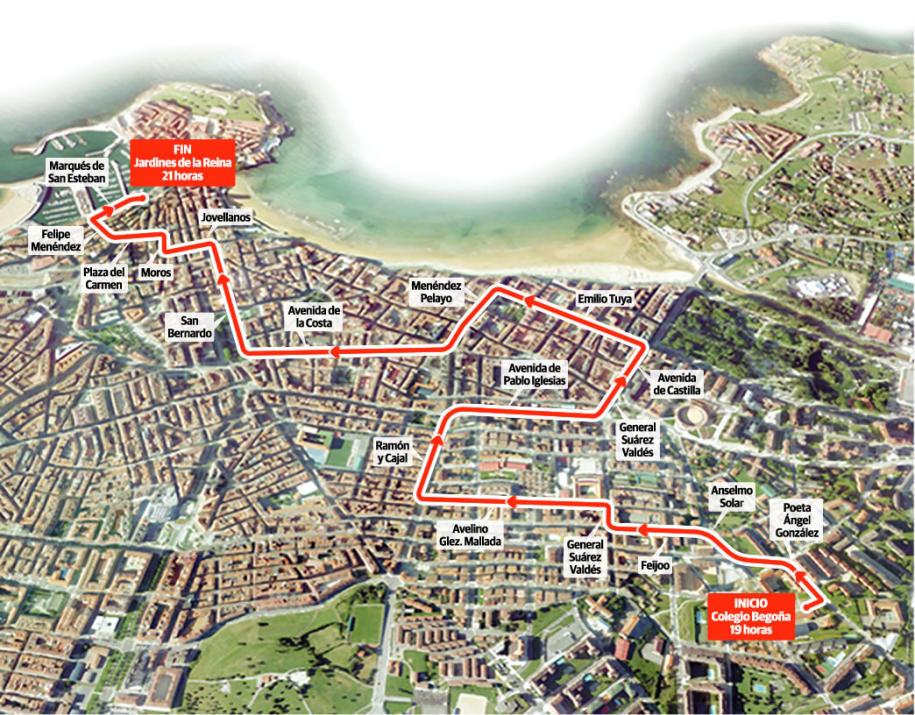 FIN
Jardines de la Reina
21 horas
Marqués de
San Esteban
Jovellanos
Felipe
Menéndez
Plaza del
Carmen
Moros
San
Bernardo
Avenida de
la Costa
Menéndez
Pelayo
Emilio Tuya
Avenida de
Pablo Iglesias
Avenida
de Castilla
General
Suárez
Valdés
Ramón
y Cajal
Avelino
Glez. Mallada
General
Suárez
Valdés
Feijoo
Anselmo
Solar
Poeta
Ángel
González
INICIO
Colegio Begoña
19 horas